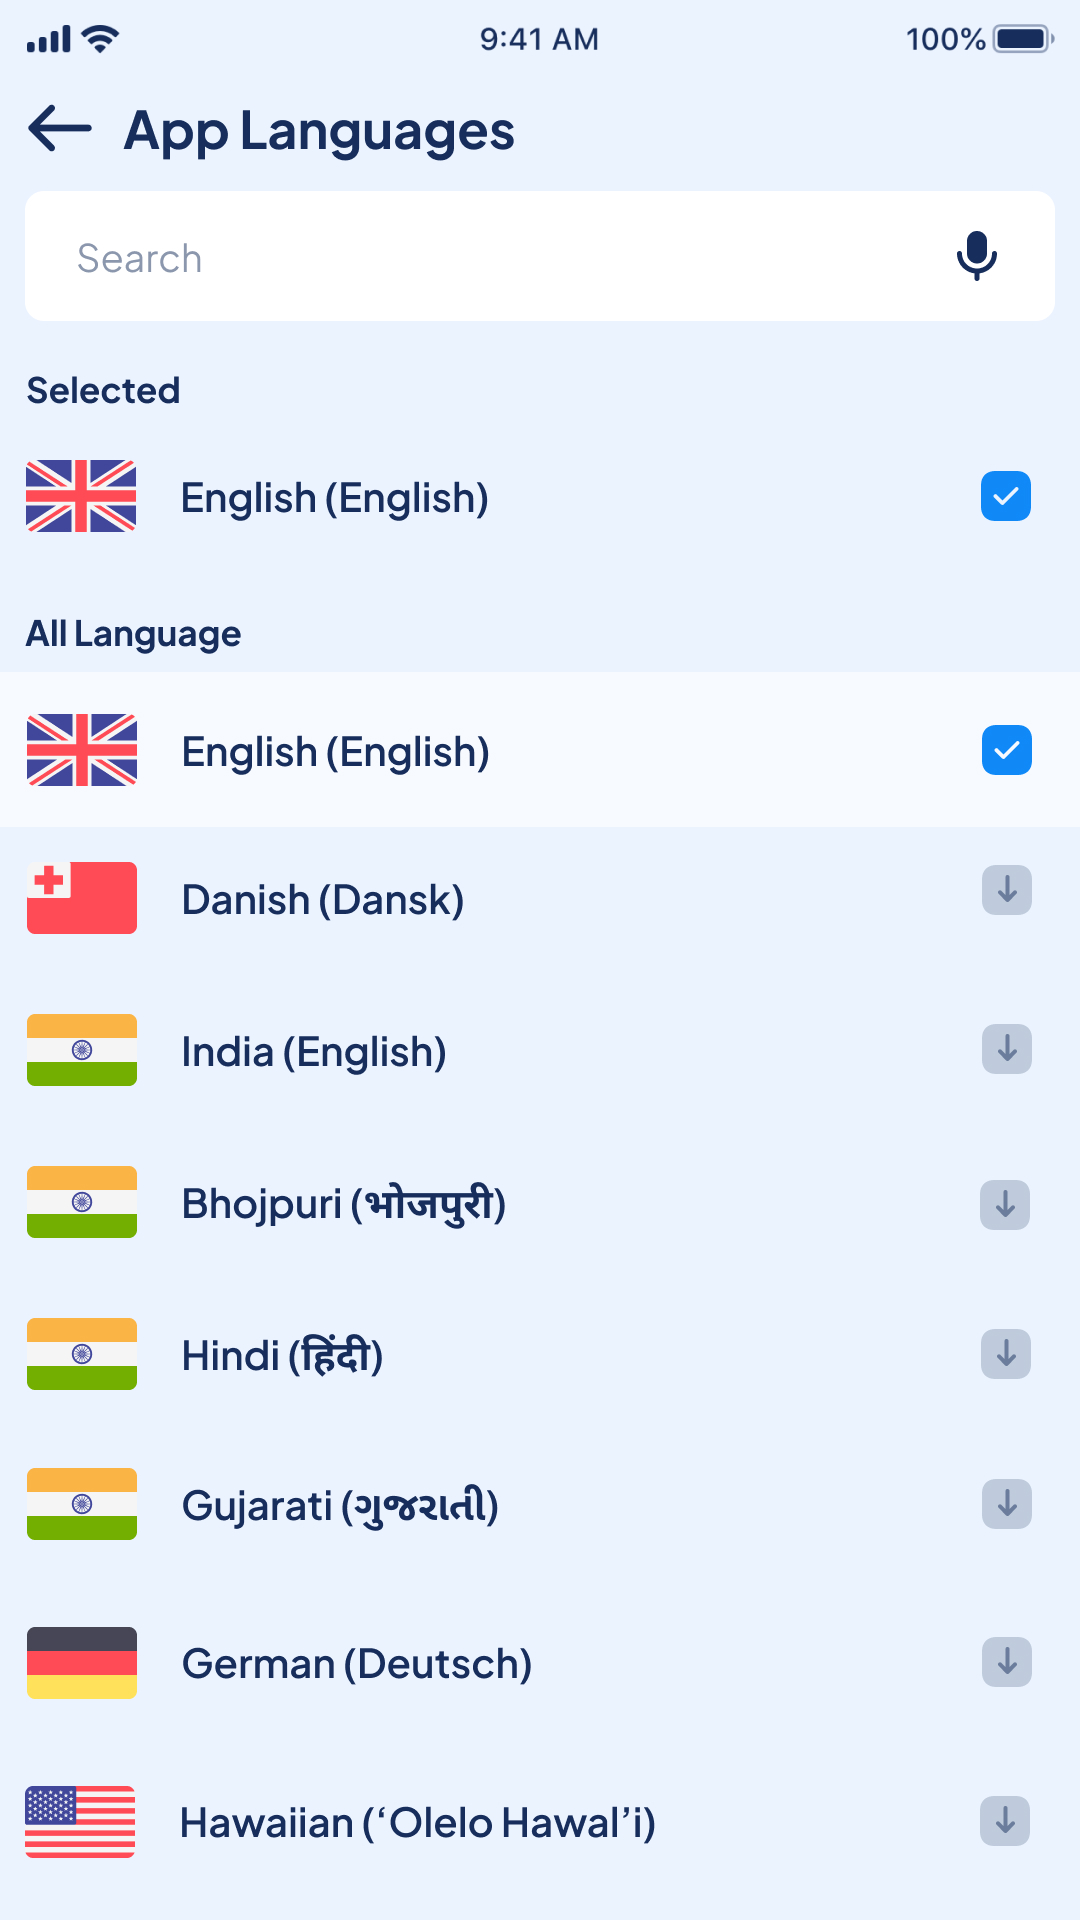 9:41 AM 100%
App Languages
Search
Selected
English (English)
All Language
English (English)
Danish (Dansk)
India (English)
Bhojpuri (भोजपुरी)
Hindi (हिंदी)
Gujarati (ગુજરાતી)
German (Deutsch)
Hawaiian (‘Olelo Hawal’i)